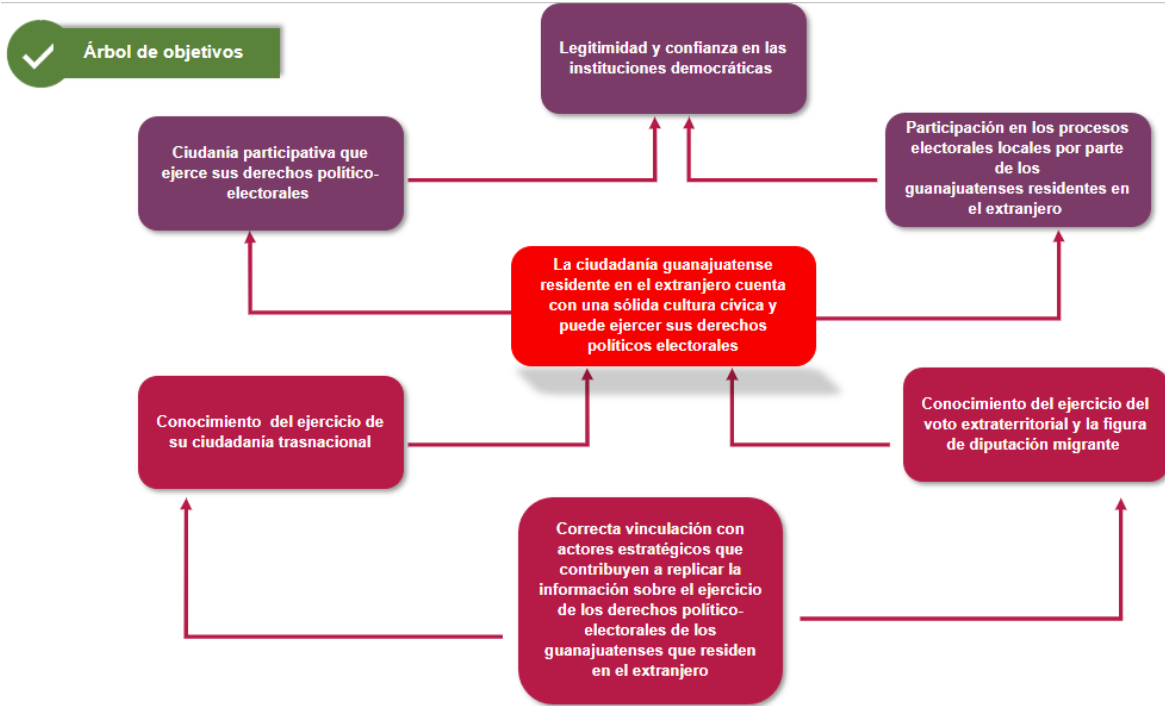 Árbol de objetivos
Legitimidad y confianza en las
instituciones democráticas
Ciudanía participativa que
ejerce sus derechos político-
electorales
Participación en los procesos
electorales locales por parte
de los
guanajuatenses residentes en
el extranjero
La ciudadanía guanajuatense
residente en el extranjero cuenta
con una sólida cultura cívica y
puede ejercer sus derechos
políticos electorales
Conocimiento del ejercicio de
su ciudadanía trasnacional
Conocimiento del ejercicio del
voto extraterritorial y la figura
de diputación migrante
Correcta vinculación con
actores estratégicos que
contribuyen a replicar la
información sobre el ejercicio
de los derechos político-
electorales de los
guanajuatenses que residen
en el extranjero